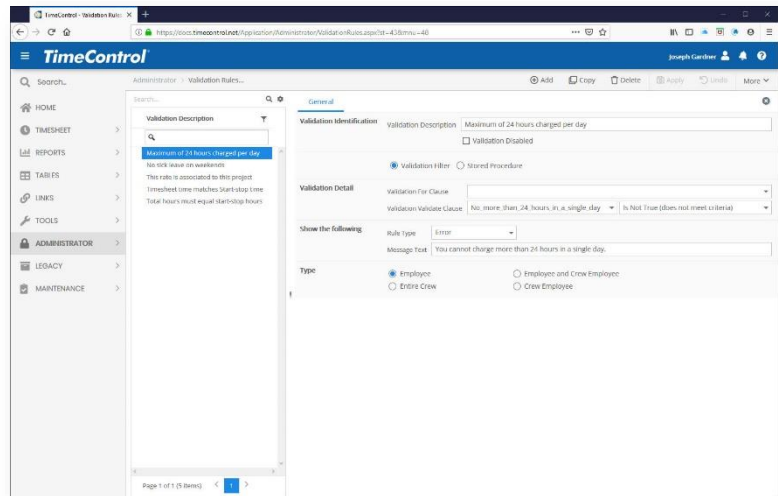 TimeControl - Validation Rules
https://docs.timecontrol.net/Application/Administrator/ValidationRules.aspx?st=43&mnu=46
TimeControl
Joseph Gardner
Search...
Administrator > Validation Rules...
Add Copy Delete Apply Undo More
HOME
TIMESHEET
REPORTS
TABLES
LINKS
TOOLS
ADMINISTRATOR
LEGACY
MAINTENANCE
Search...
Validation Description
Maximum of 24 hours charged per day
No sick leave on weekends
This rate is associated to this project
Timesheet time matches Start-stop time
Total hours must equal start-stop hours
Page 1 of 1 (5 items) 1
General
Validation Identification Validation Description Maximum of 24 hours charged per day
Validation Disabled
Validation Filter Stored Procedure
Validation Detail Validation For Clause
Validation Validate Clause No_more_than_24_hours_in_a_single_day Is Not True (does not meet criteria)
Show the following Rule Type Error
Message Text You cannot charge more than 24 hours in a single day.
Type Employee Employee and Crew Employee
Entire Crew Crew Employee